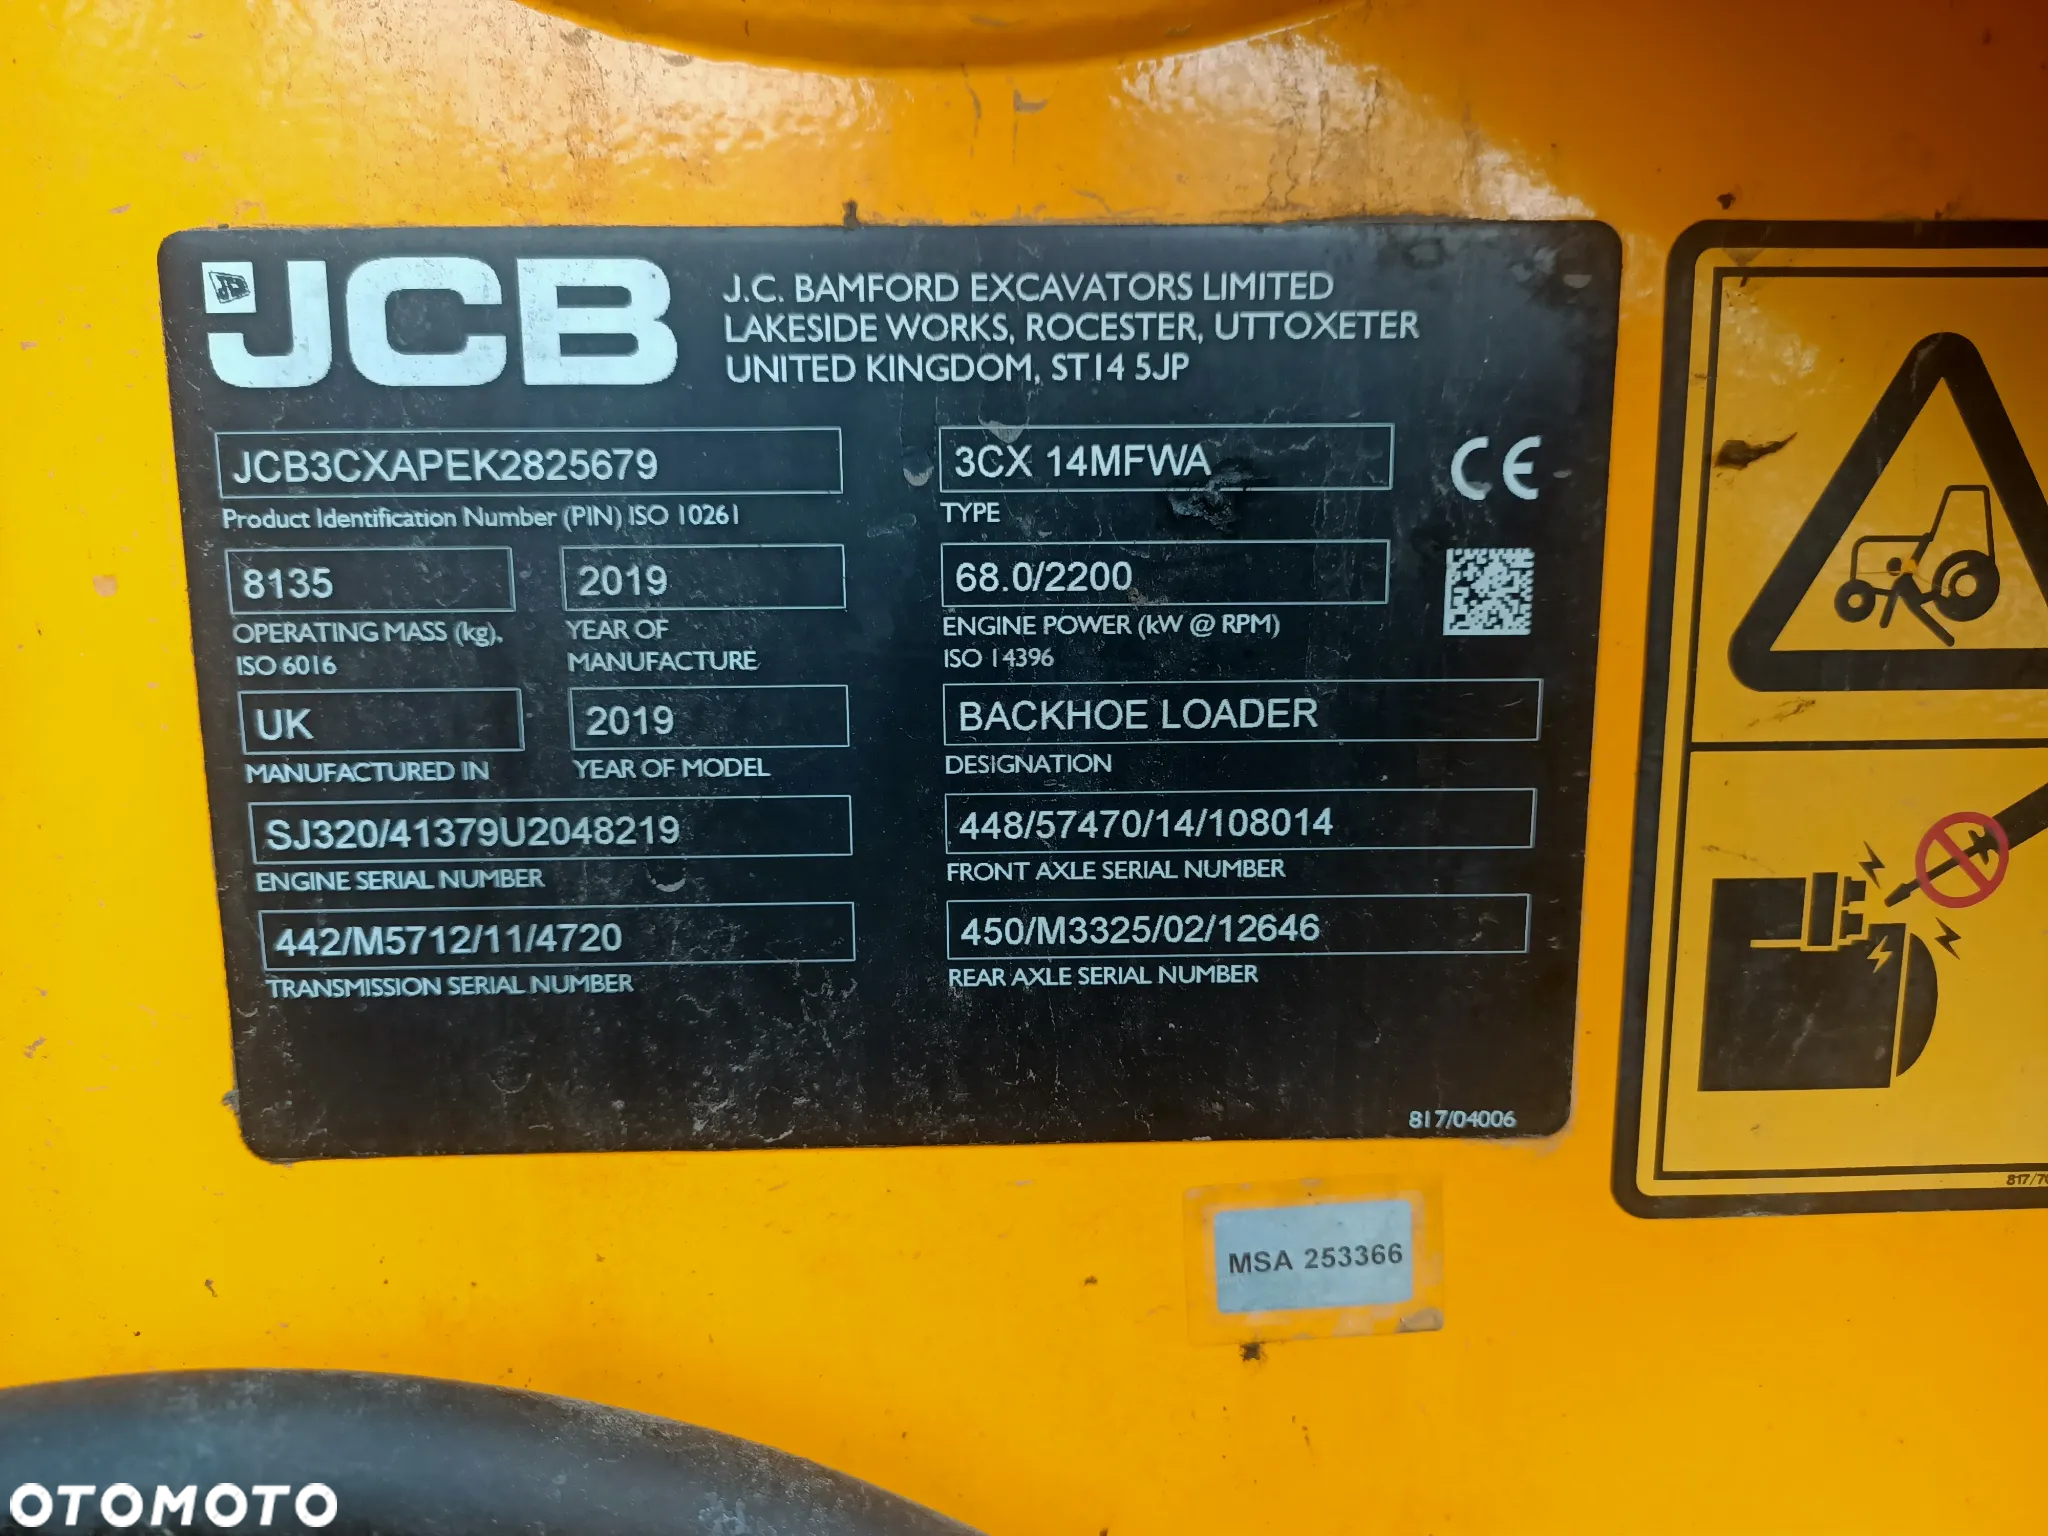 JCB
J.C. BAMFORD EXCAVATORS LIMITED
LAKESIDE WORKS, ROCESTER, UTTOXETER
UNITED KINGDOM, ST14 5JP
JCB3CXAPEK2825679
Product Identification Number (PIN) ISO 10261
3CX 14MFWA
TYPE
CE
8135
OPERATING MASS (kg),
ISO 6016
2019
YEAR OF
MANUFACTURE
68.0/2200
ENGINE POWER (kW @ RPM)
ISO 14396
UK
MANUFACTURED IN
2019
YEAR OF MODEL
BACKHOE LOADER
DESIGNATION
SJ320/41379U2048219
ENGINE SERIAL NUMBER
448/57470/14/108014
FRONT AXLE SERIAL NUMBER
442/M5712/11/4720
TRANSMISSION SERIAL NUMBER
450/M3325/02/12646
REAR AXLE SERIAL NUMBER
817/04006
MSA 253366
OTOMOTO